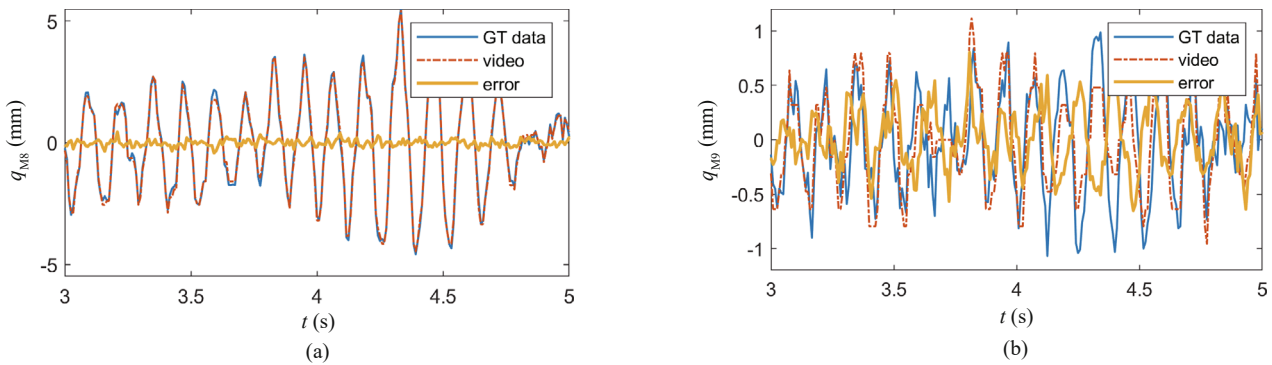 5
0
-5
q_M8 (mm)
GT data
video
error
3 3.5 4 4.5 5
t (s)
(a)
1
0.5
0
-0.5
-1
q_M9 (mm)
GT data
video
error
3 3.5 4 4.5 5
t (s)
(b)